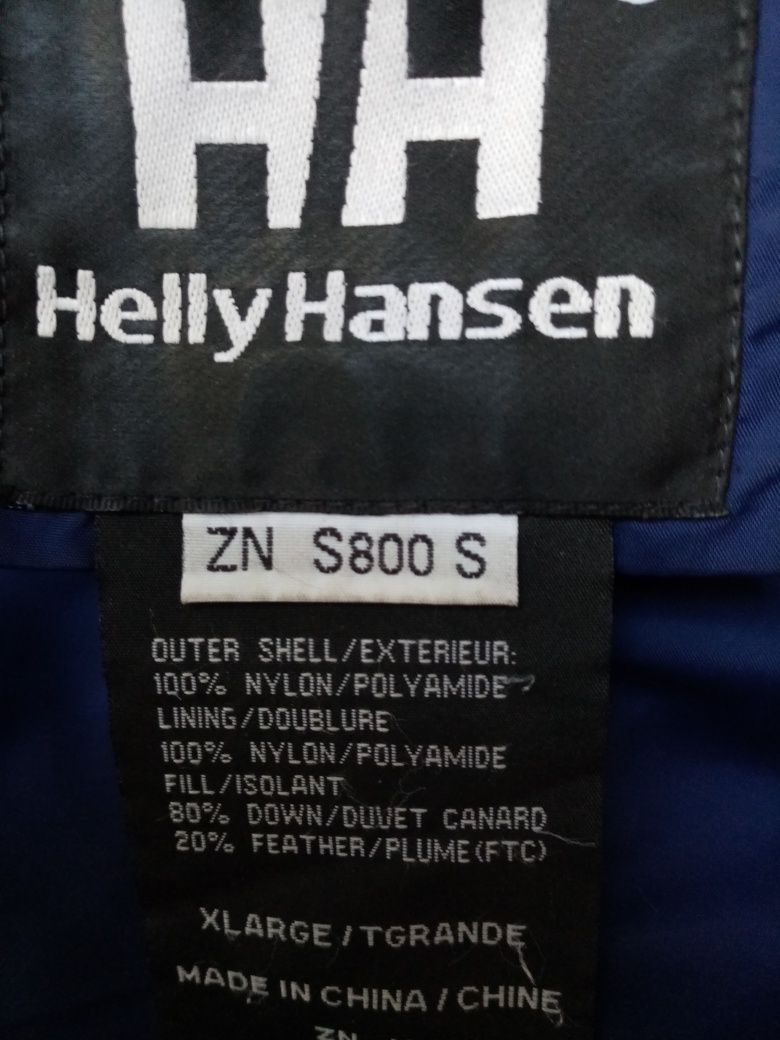 HH
Helly Hansen
ZN S800 S
OUTER SHELL/EXTERIEUR:
100% NYLON/POLYAMIDE
LINING/DOUBLURE
100% NYLON/POLYAMIDE
FILL/ISOLANT
80% DOWN/DUVET CANARD
20% FEATHER/PLUME(FTC)
XLARGE/TGRANDE
MADE IN CHINA/CHINE
ZN